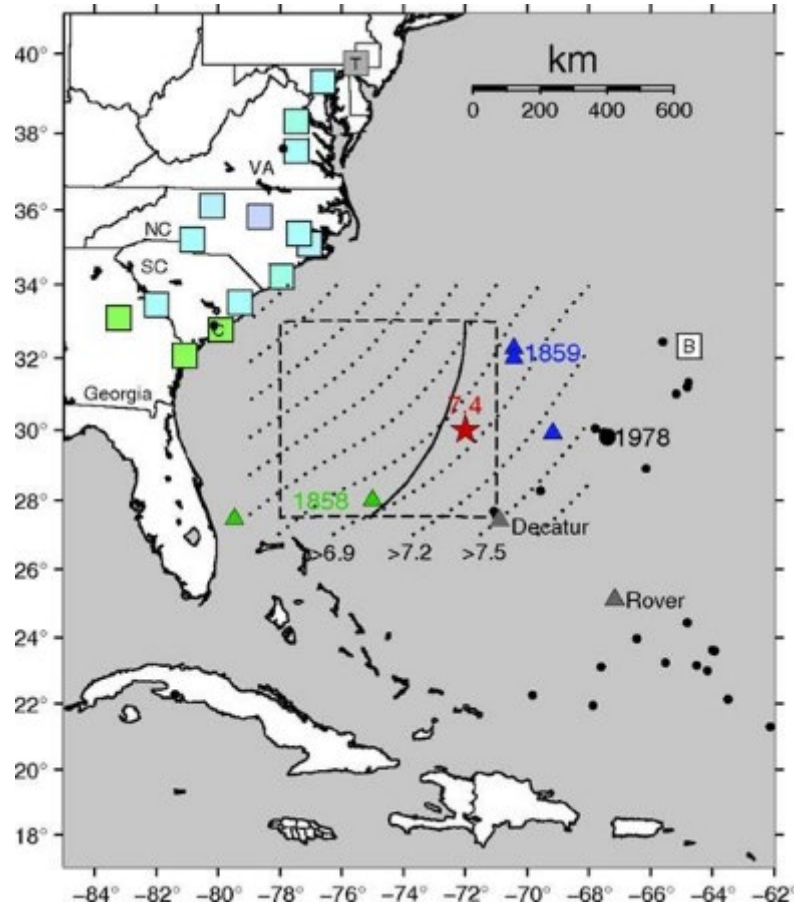 40°
38°
36°
34°
32°
30°
28°
26°
24°
22°
20°
18°
km
0 200 400 600
T
VA
NC
SC
C
Georgia
1859
B
7.4
1978
1858
Decatur
>6.9 >7.2 >7.5
Rover
−84° −82° −80° −78° −76° −74° −72° −70° −68° −66° −64° −62°